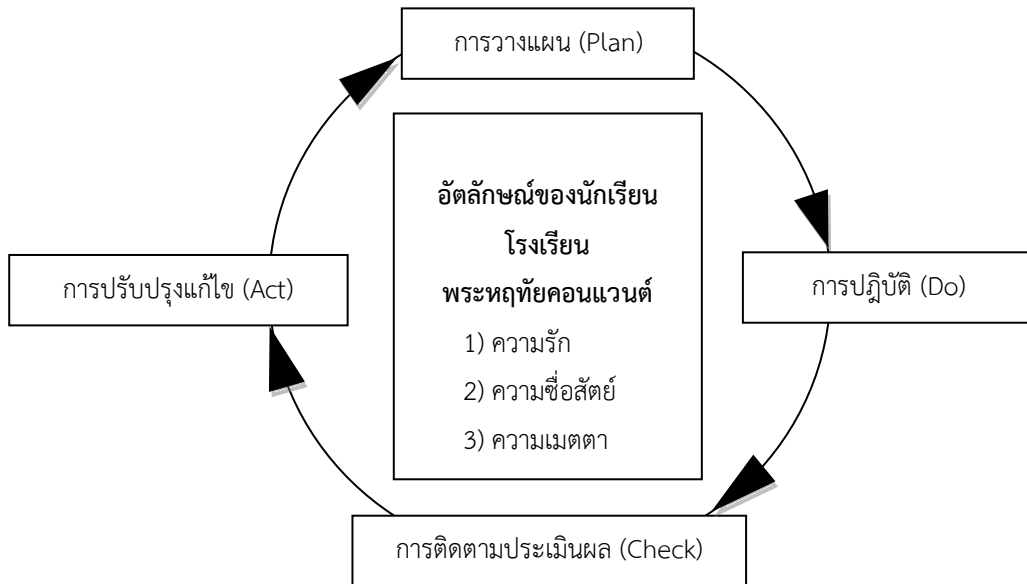 การวางแผน (Plan)
อัตลักษณ์ของนักเรียน
โรงเรียน
พระหฤทัยคอนแวนต์
1) ความรัก
2) ความซื่อสัตย์
3) ความเมตตา
การปรับปรุงแก้ไข (Act)
การปฎิบัติ (Do)
การติดตามประเมินผล (Check)